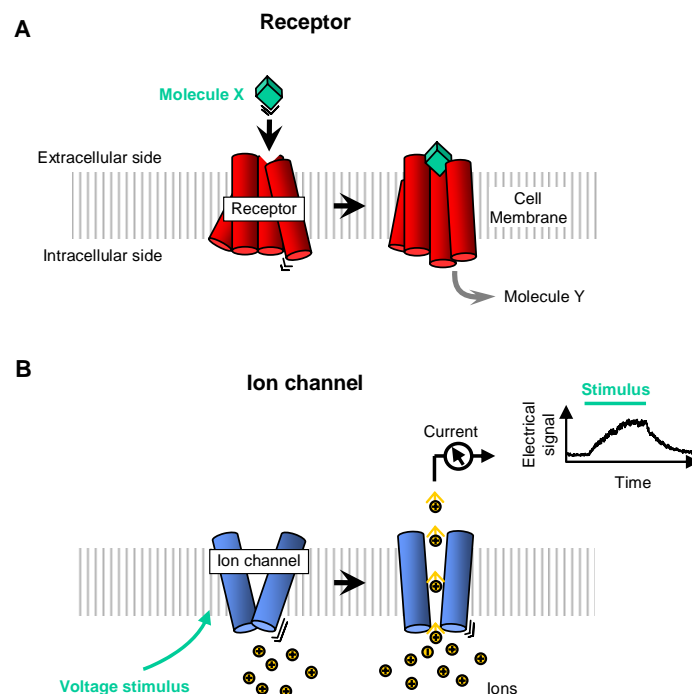 A
Receptor
Molecule X
Extracellular side
Receptor
Cell
Membrane
Intracellular side
Molecule Y
B
Ion channel
Stimulus
Current
Electrical
signal
Time
Ion channel
Voltage stimulus
Ions